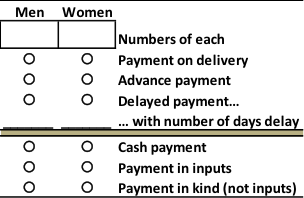 Men Women
Numbers of each
Payment on delivery
Advance payment
Delayed payment...
... with number of days delay
Cash payment
Payment in inputs
Payment in kind (not inputs)